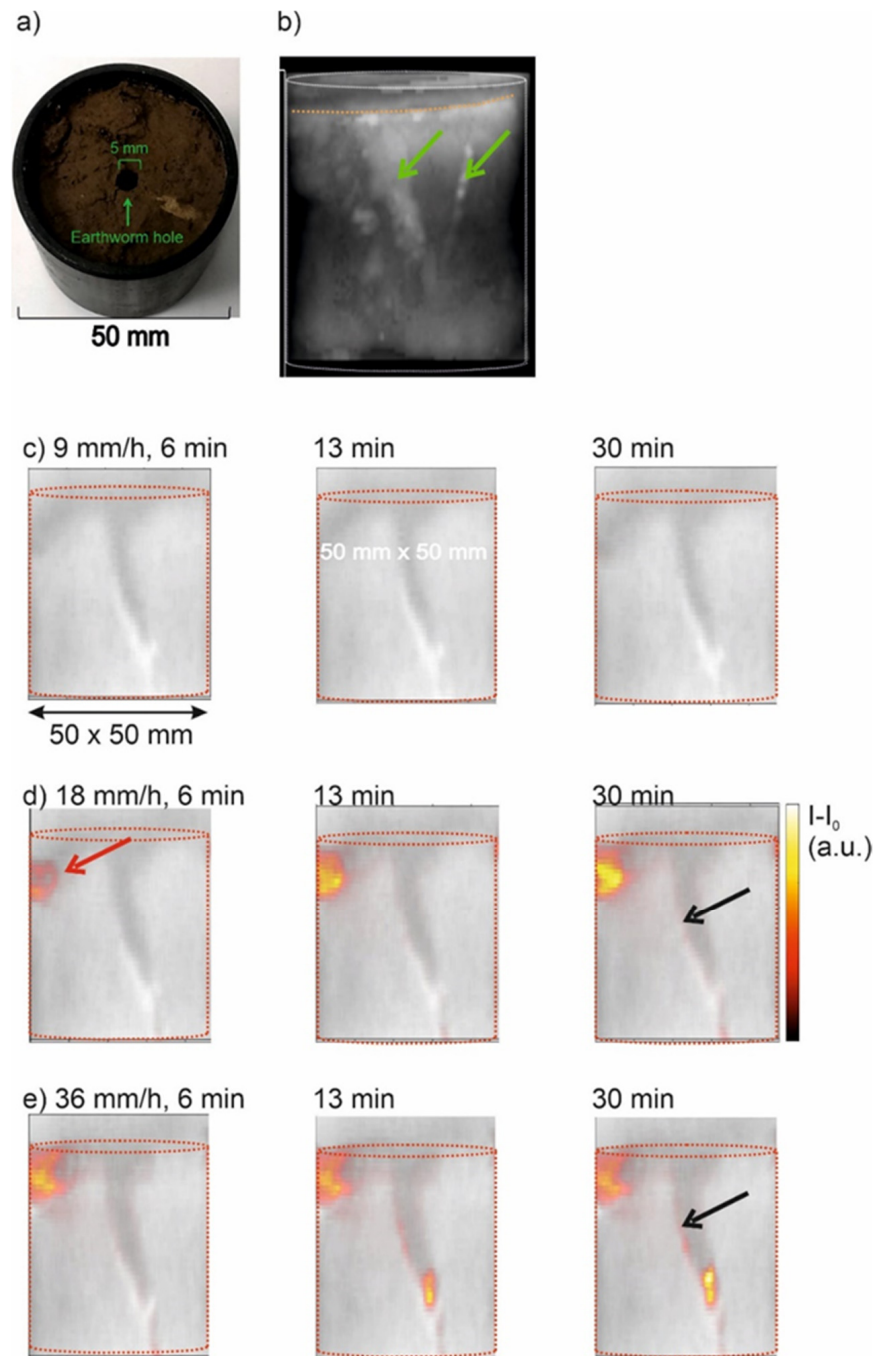 a)
b)
5 mm
Earthworm hole
50 mm
c) 9 mm/h, 6 min
13 min
30 min
50 mm x 50 mm
50 x 50 mm
d) 18 mm/h, 6 min
13 min
30 min
I-I₀
(a.u.)
e) 36 mm/h, 6 min
13 min
30 min